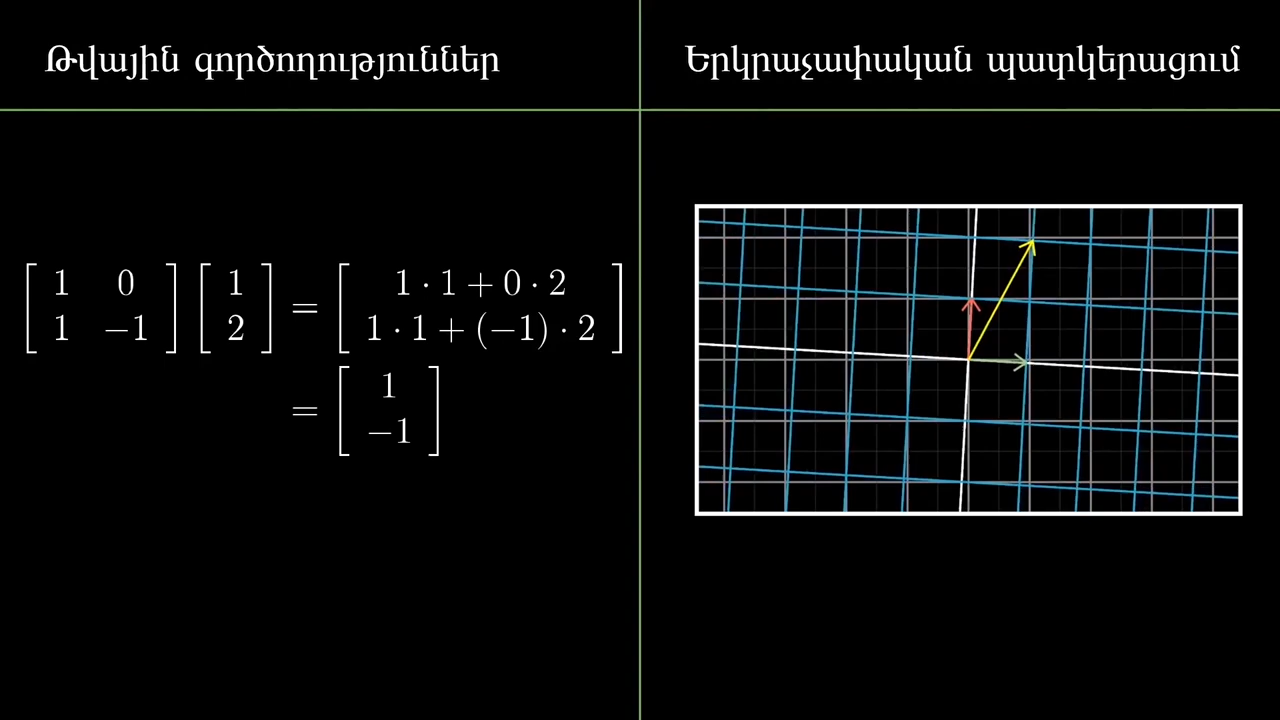 Թվային գործողություններ
Երկրաչափական պատկերացում
[1 0] [1] = [1 · 1 + 0 · 2]
[1 −1] [2] [1 · 1 + (−1) · 2]
= [1]
[−1]